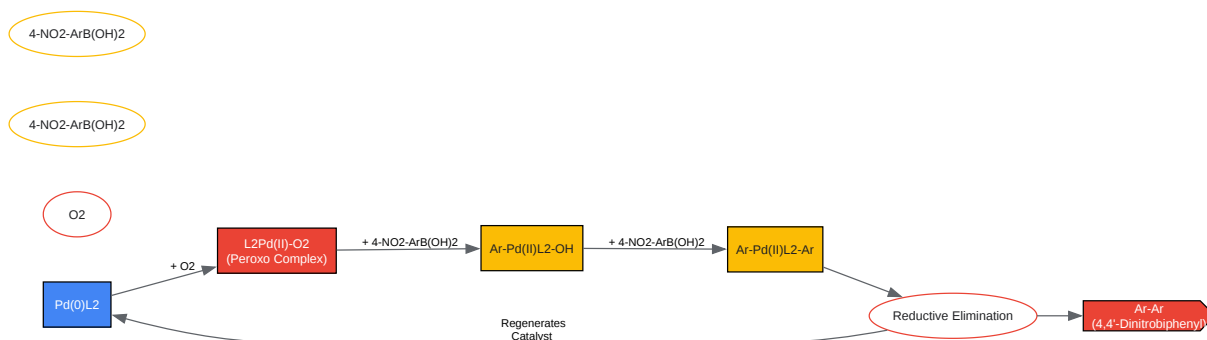 4-NO2-ArB(OH)2
4-NO2-ArB(OH)2
O2
Pd(0)L2
+ O2
L2Pd(II)-O2
(Peroxo Complex)
+ 4-NO2-ArB(OH)2
Ar-Pd(II)L2-OH
+ 4-NO2-ArB(OH)2
Ar-Pd(II)L2-Ar
Reductive Elimination
Ar-Ar
(4,4'-Dinitrobiphenyl)
Regenerates
Catalyst